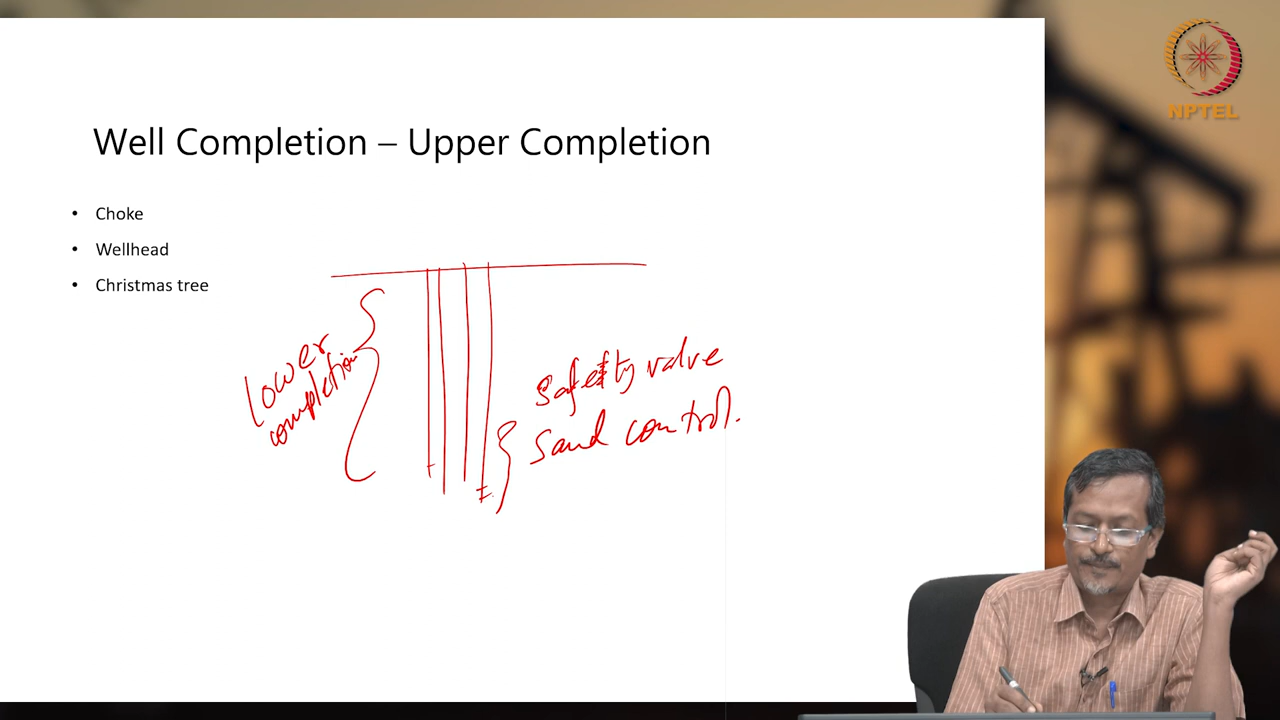 NPTEL
Well Completion – Upper Completion
• Choke
• Wellhead
• Christmas tree
Lower
completion
Safety valve
Sand control.